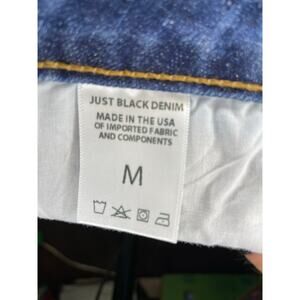 JUST BLACK DENIM
MADE IN THE USA
OF IMPORTED FABRIC
AND COMPONENTS
M